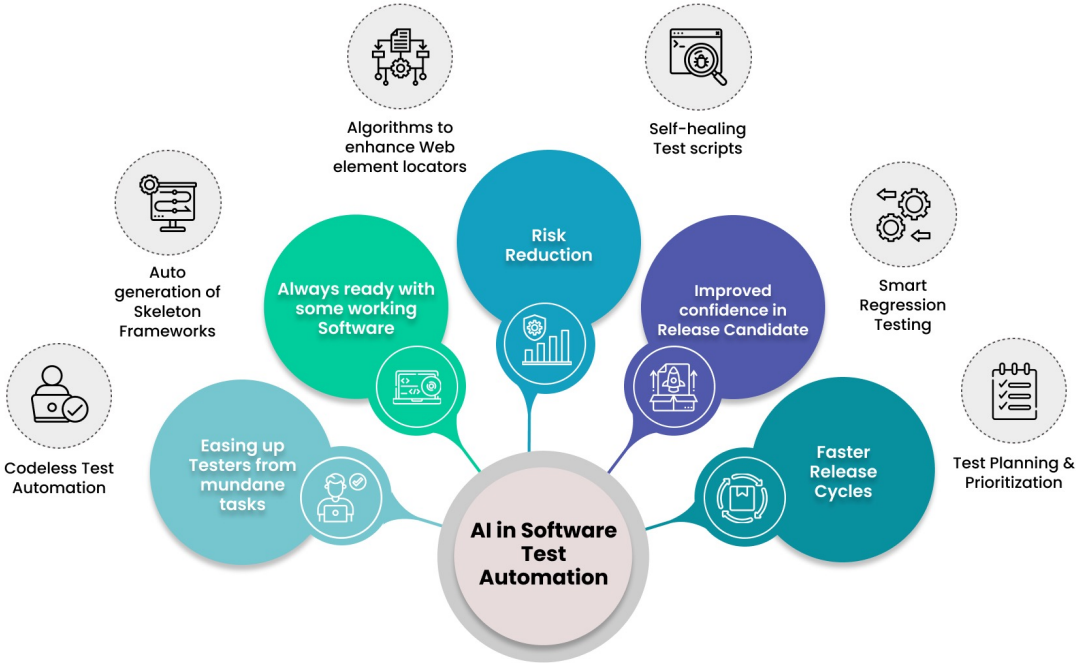 Algorithms to
enhance Web
element locators
Self-healing
Test scripts
Auto
generation of
Skeleton
Frameworks
Smart
Regression
Testing
Codeless Test
Automation
Test Planning &
Prioritization
Easing up
Testers from
mundane
tasks
Always ready with
some working
Software
Risk
Reduction
Improved
confidence in
Release Candidate
Faster
Release
Cycles
AI in Software
Test
Automation